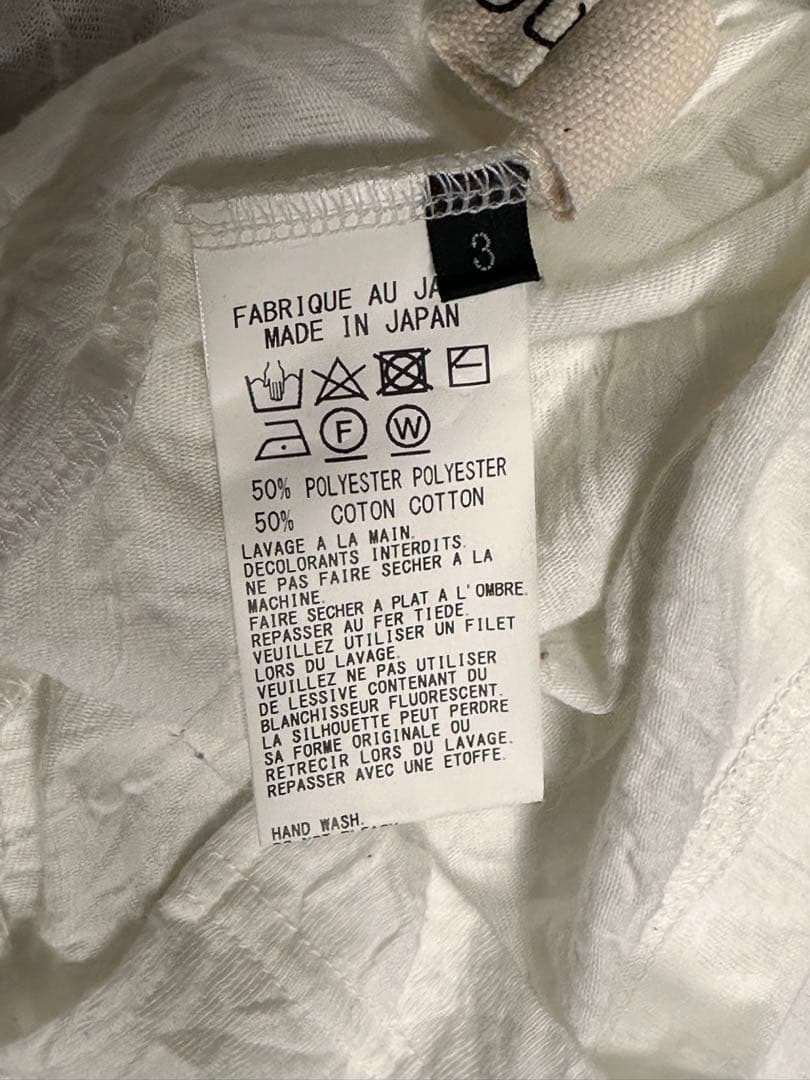 3
FABRIQUE AU JA
MADE IN JAPAN
F W
50% POLYESTER POLYESTER
50% COTON COTTON
LAVAGE A LA MAIN.
DECOLORANTS INTERDITS.
NE PAS FAIRE SECHER A LA
MACHINE.
FAIRE SECHER A PLAT A L'OMBRE.
REPASSER AU FER TIEDE.
VEUILLEZ UTILISER UN FILET
LORS DU LAVAGE.
VEUILLEZ NE PAS UTILISER
DE LESSIVE CONTENANT DU
BLANCHISSEUR FLUORESCENT.
LA SILHOUETTE PEUT PERDRE
SA FORME ORIGINALE OU
RETRECIR LORS DU LAVAGE.
REPASSER AVEC UNE ETOFFE.
HAND WASH.